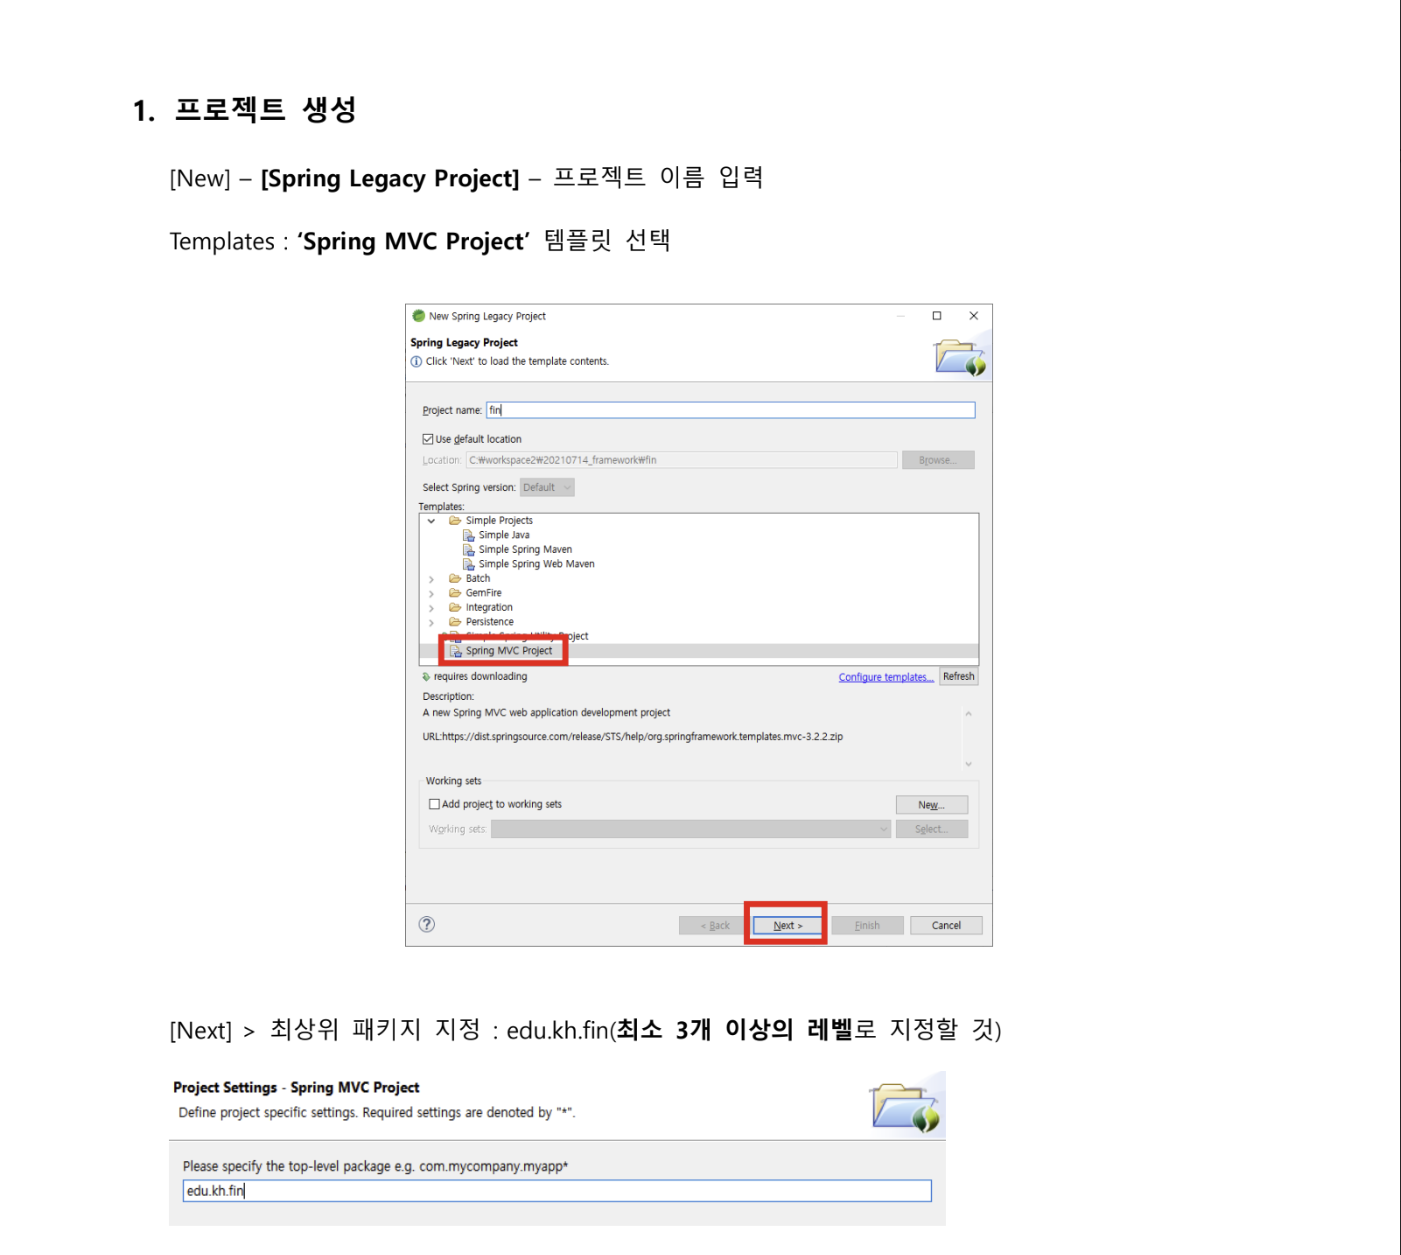 1. 프로젝트 생성
[New] – [Spring Legacy Project] – 프로젝트 이름 입력
Templates : ‘Spring MVC Project’ 템플릿 선택
New Spring Legacy Project
Spring Legacy Project
Click 'Next' to load the template contents.
Project name: fin
Use default location
Location: C:₩workspace2₩20210714_framework₩fin Browse...
Select Spring version: Default
Templates:
Simple Projects
Simple Java
Simple Spring Maven
Simple Spring Web Maven
Batch
GemFire
Integration
Persistence
Simple Spring Utility Project
Spring MVC Project
requires downloading Configure templates... Refresh
Description:
A new Spring MVC web application development project
URL:https://dist.springsource.com/release/STS/help/org.springframework.templates.mvc-3.2.2.zip
Working sets
Add project to working sets New...
Working sets: Select...
? < Back Next > Finish Cancel
[Next] > 최상위 패키지 지정 : edu.kh.fin(최소 3개 이상의 레벨로 지정할 것)
Project Settings - Spring MVC Project
Define project specific settings. Required settings are denoted by "*".
Please specify the top-level package e.g. com.mycompany.myapp*
edu.kh.fin